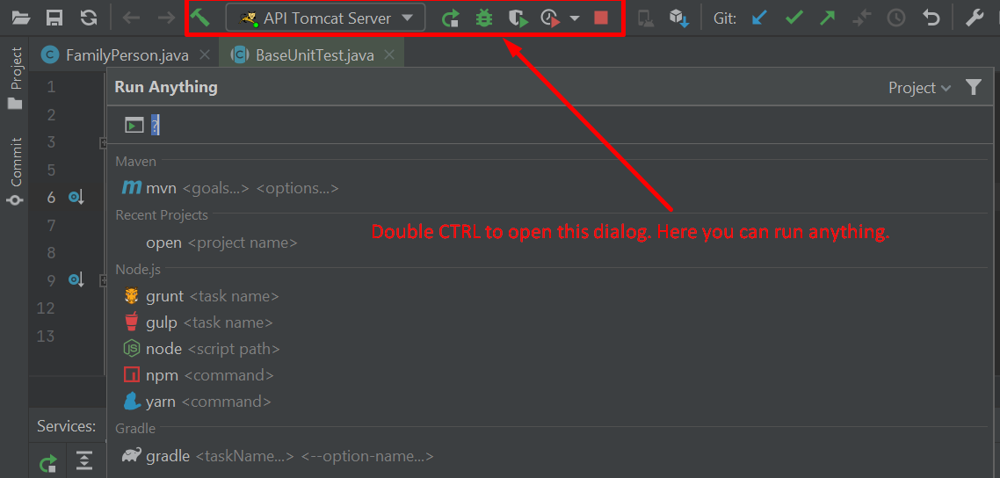 API Tomcat Server
Git:
FamilyPerson.java
BaseUnitTest.java
Project
Commit
1
2
3
5
6
7
8
9
12
13
Run Anything
Project
?
Maven
mvn <goals...> <options...>
Recent Projects
open <project name>
Double CTRL to open this dialog. Here you can run anything.
Node.js
grunt <task name>
gulp <task name>
node <script path>
npm <command>
yarn <command>
Gradle
gradle <taskName...> <--option-name...>
Services: